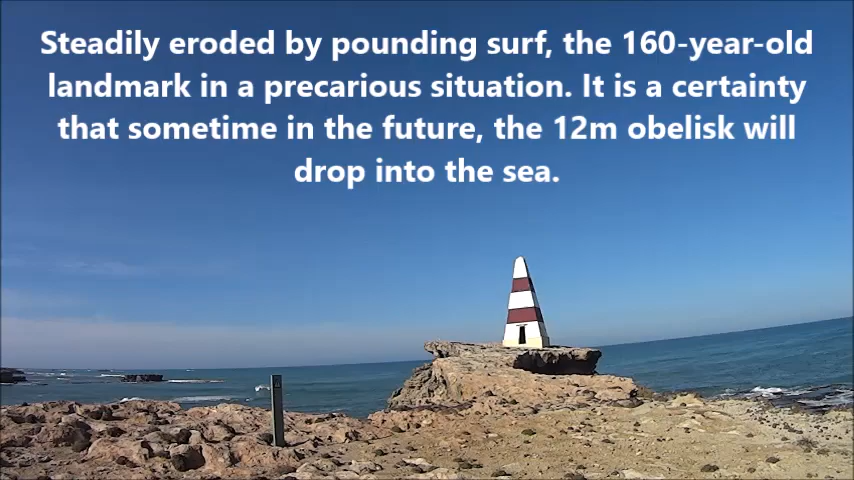 Steadily eroded by pounding surf, the 160-year-old
landmark in a precarious situation. It is a certainty
that sometime in the future, the 12m obelisk will
drop into the sea.